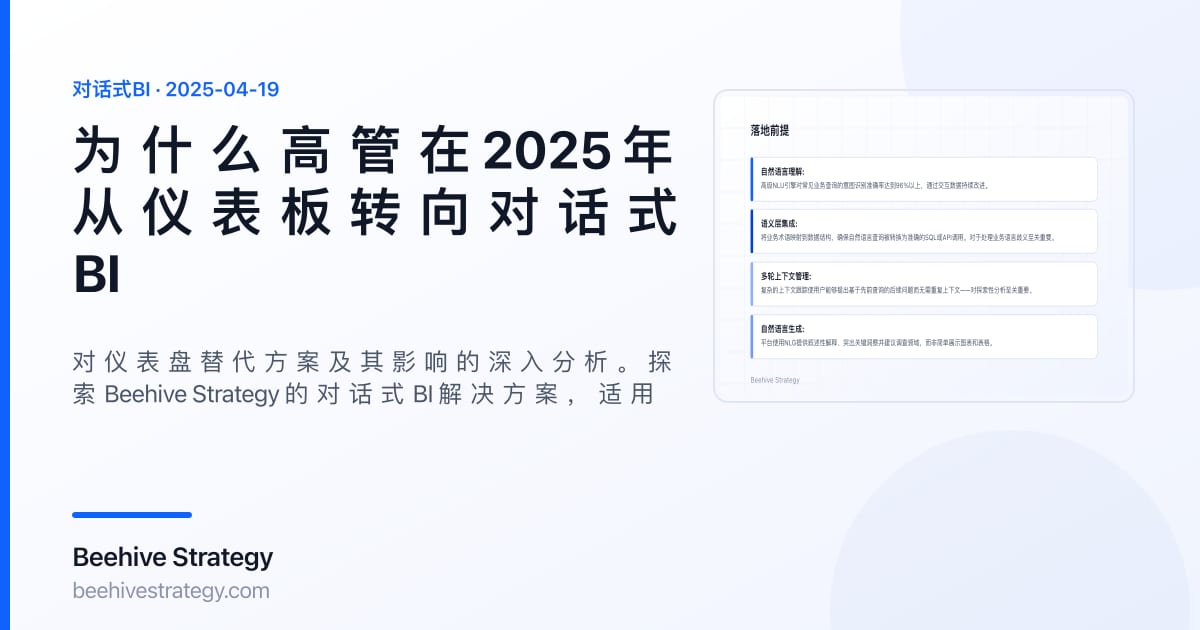 对话式BI · 2025-04-19
为什么高管在2025年
从仪表板转向对话式
BI
对仪表盘替代方案及其影响的深入分析。探
索 Beehive Strategy的对话式BI解决方案，适用
Beehive Strategy
beehivestrategy.com
落地前提
自然语言理解:
高级NLU引擎对常见业务查询的意图识别准确率达到96%以上，通过交互数据持续改进。
语义层集成:
将业务术语映射到数据结构，确保自然语言查询被转换为准确的SQL或API调用。对于处理业务语言歧义至关重要。
多轮上下文管理:
复杂的上下文跟踪使用户能够提出基于先前查询的后续问题而无需重复上下文——对探索性分析至关重要。
自然语言生成:
平台使用NLG提供叙述性解释，突出关键洞察并建议调查领域，而非简单展示图表和表格。
Beehive Strategy